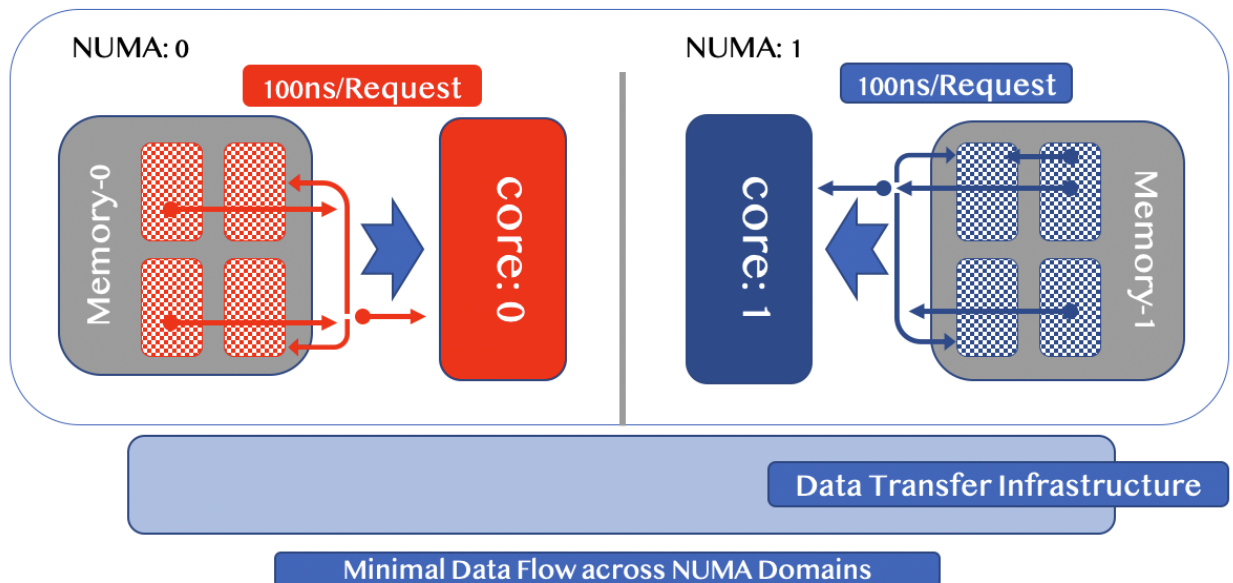 NUMA: 0
NUMA: 1
100ns/Request
100ns/Request
Memory-0
core: 0
core: 1
Memory-1
Data Transfer Infrastructure
Minimal Data Flow across NUMA Domains